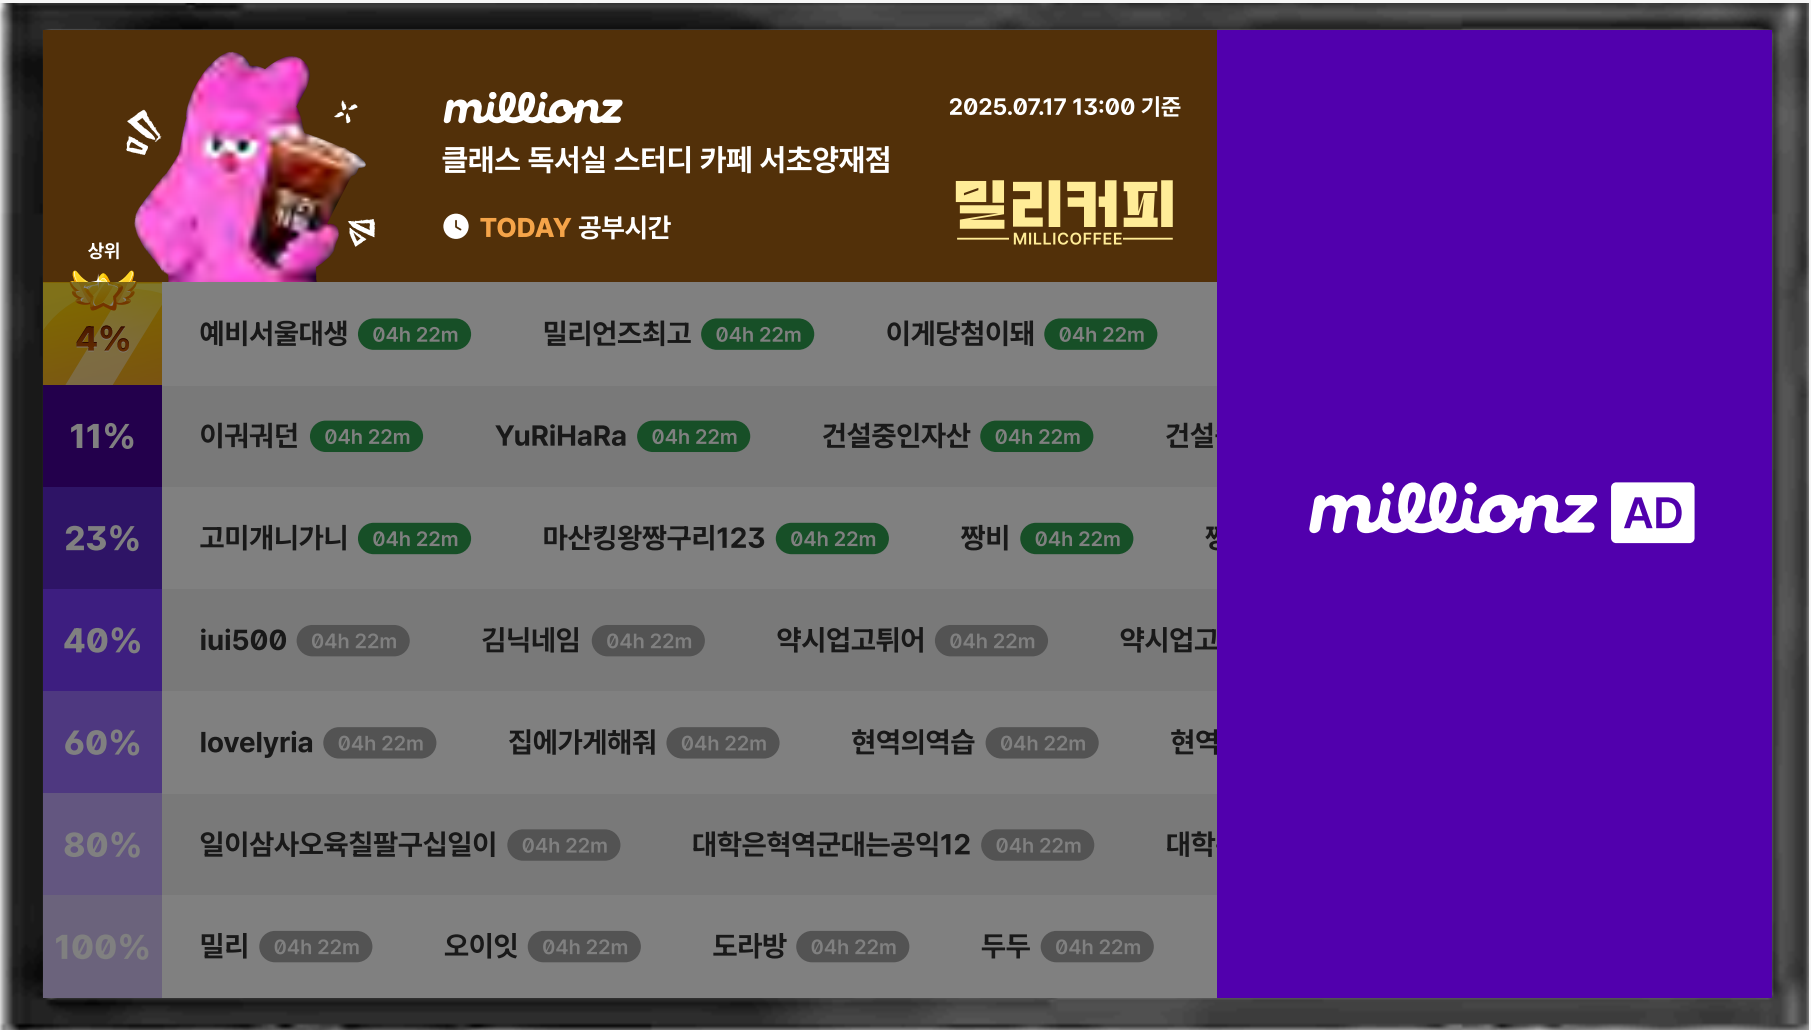 millionz
2025.07.17 13:00 기준
클래스 독서실 스터디 카페 서초양재점
밀리커피
MILLICOFFEE
TODAY 공부시간
상위
4% 예비서울대생 04h 22m 밀리언즈최고 04h 22m 이게당첨이돼 04h 22m
11% 이궈궈던 04h 22m YuRiHaRa 04h 22m 건설중인자산 04h 22m 건설
23% 고미개니가니 04h 22m 마산킹왕짱구리123 04h 22m 짱비 04h 22m
40% iui500 04h 22m 김닉네임 04h 22m 약시업고튀어 04h 22m 약시업고
60% lovelyria 04h 22m 집에가게해줘 04h 22m 현역의역습 04h 22m 현역
80% 일이삼사오육칠팔구십일이 04h 22m 대학은혁역군대는공익12 04h 22m 대학
100% 밀리 04h 22m 오이잇 04h 22m 도라방 04h 22m 두두 04h 22m
millionz AD